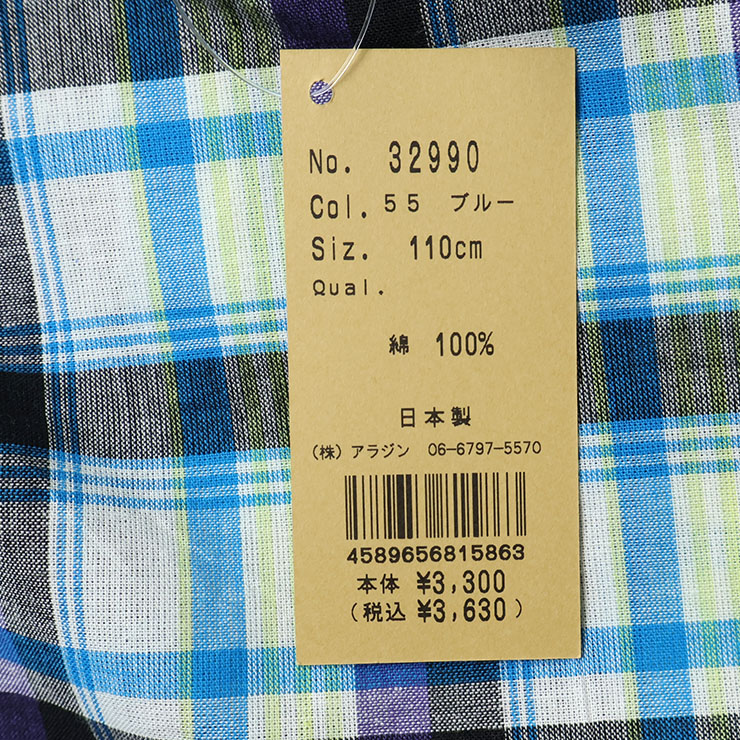 No. 32990
Col. 55 ブルー
Siz. 110cm
Qual.
綿 100%
日本製
(株) アラジン 06-6797-5570
4589656815863
本体 ¥3,300
(税込 ¥3,630)